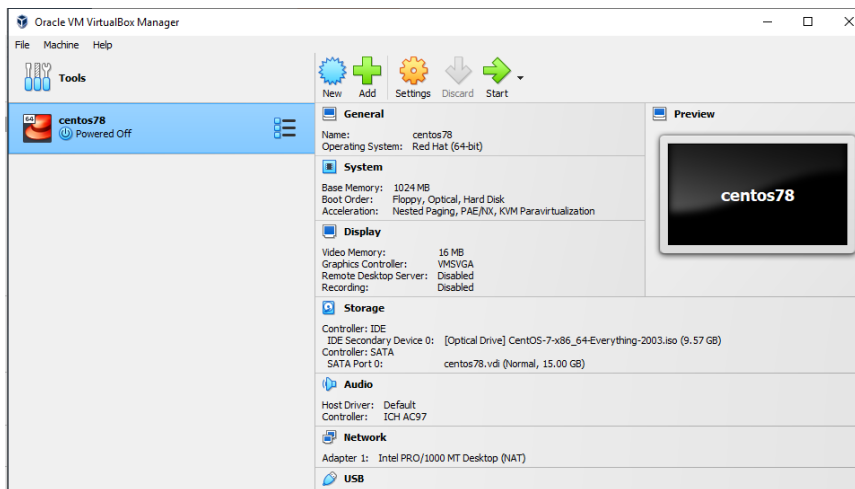 Oracle VM VirtualBox Manager
File Machine Help
Tools
New Add Settings Discard Start
64
centos78
Powered Off
General
Name: centos78
Operating System: Red Hat (64-bit)
System
Base Memory: 1024 MB
Boot Order: Floppy, Optical, Hard Disk
Acceleration: Nested Paging, PAE/NX, KVM Paravirtualization
Display
Video Memory: 16 MB
Graphics Controller: VMSVGA
Remote Desktop Server: Disabled
Recording: Disabled
Storage
Controller: IDE
IDE Secondary Device 0: [Optical Drive] CentOS-7-x86_64-Everything-2003.iso (9.57 GB)
Controller: SATA
SATA Port 0: centos78.vdi (Normal, 15.00 GB)
Audio
Host Driver: Default
Controller: ICH AC97
Network
Adapter 1: Intel PRO/1000 MT Desktop (NAT)
USB
Preview
centos78